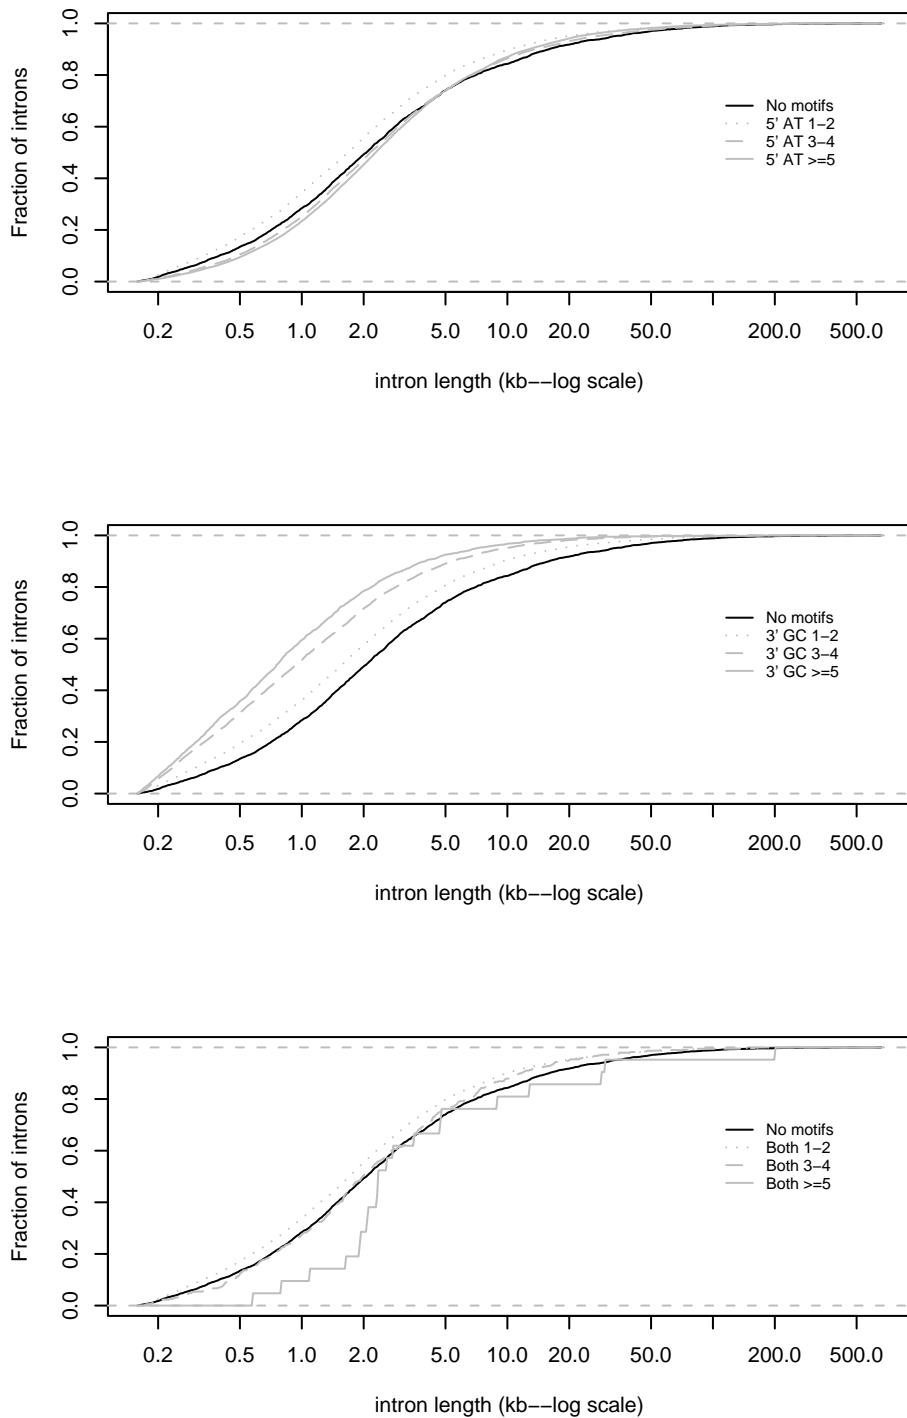 Fraction of introns
1.0
0.8
0.6
0.4
0.2
0.0
No motifs
5' AT 1−2
5' AT 3−4
5' AT >=5
0.2 0.5 1.0 2.0 5.0 10.0 20.0 50.0 200.0 500.0
intron length (kb−−log scale)
Fraction of introns
1.0
0.8
0.6
0.4
0.2
0.0
No motifs
3' GC 1−2
3' GC 3−4
3' GC >=5
0.2 0.5 1.0 2.0 5.0 10.0 20.0 50.0 200.0 500.0
intron length (kb−−log scale)
Fraction of introns
1.0
0.8
0.6
0.4
0.2
0.0
No motifs
Both 1−2
Both 3−4
Both >=5
0.2 0.5 1.0 2.0 5.0 10.0 20.0 50.0 200.0 500.0
intron length (kb−−log scale)